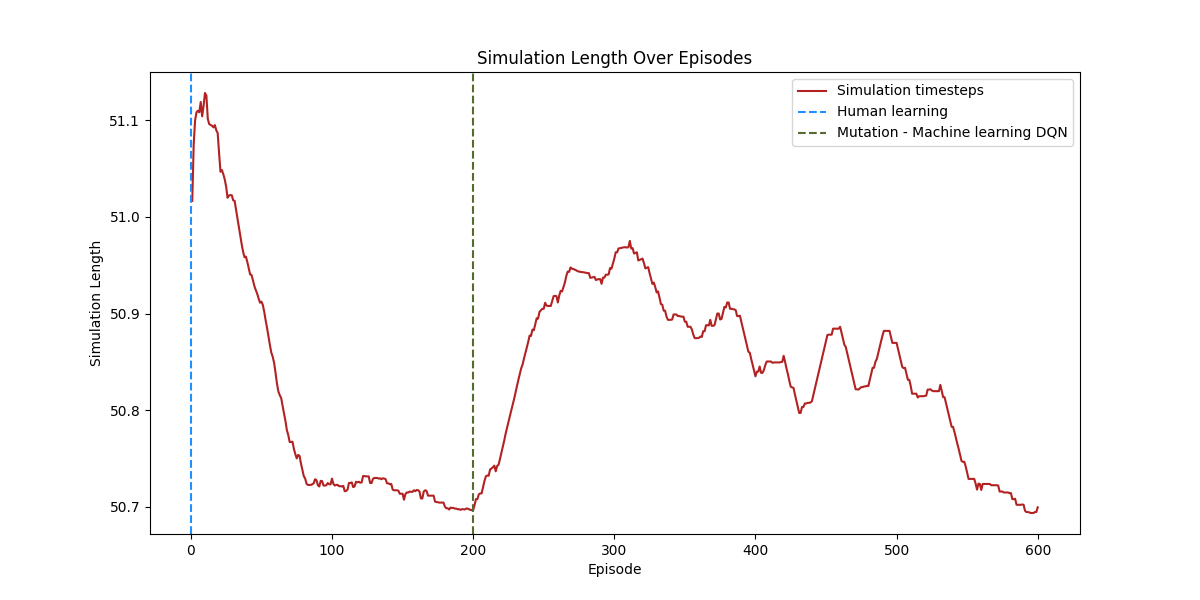 Simulation Length Over Episodes
Simulation timesteps
Human learning
Mutation - Machine learning DQN
51.1
51.0
50.9
50.8
50.7
Simulation Length
0 100 200 300 400 500 600
Episode